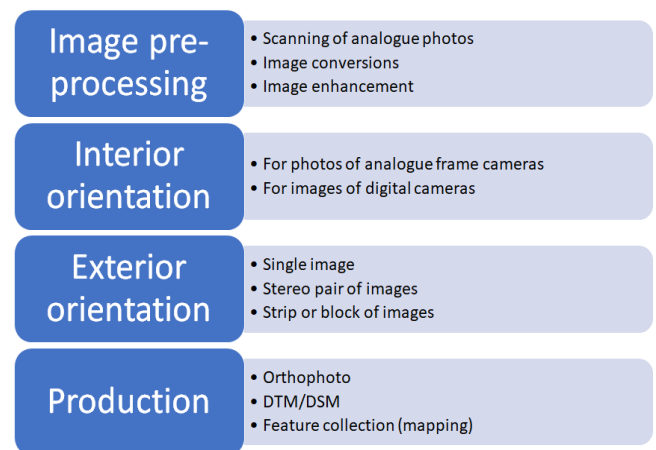 Image pre-
processing
• Scanning of analogue photos
• Image conversions
• Image enhancement
Interior
orientation
• For photos of analogue frame cameras
• For images of digital cameras
Exterior
orientation
• Single image
• Stereo pair of images
• Strip or block of images
Production
• Orthophoto
• DTM/DSM
• Feature collection (mapping)